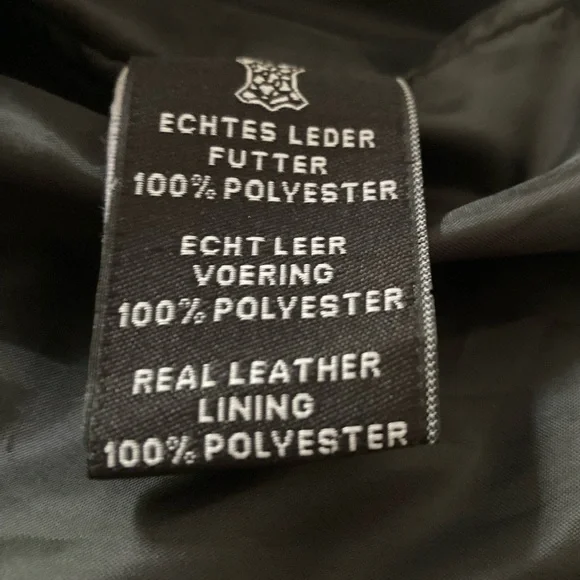 ECHTES LEDER
FUTTER
100% POLYESTER
ECHT LEER
VOERING
100% POLYESTER
REAL LEATHER
LINING
100% POLYESTER